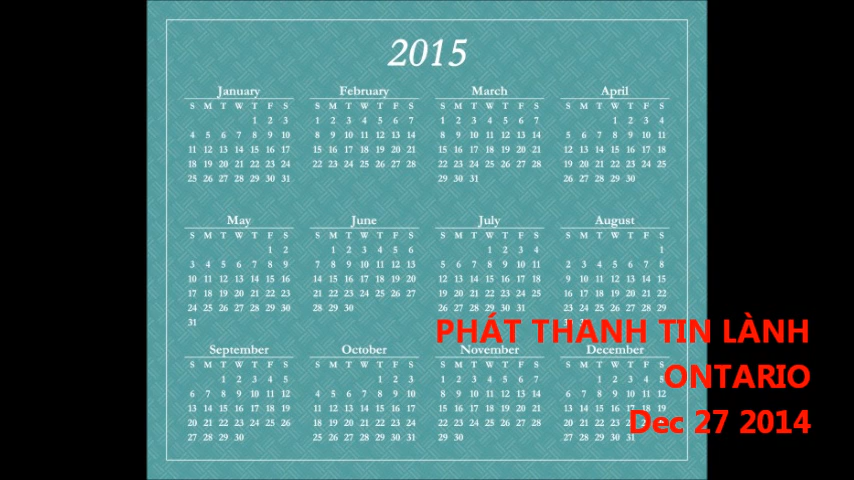 2015
January February March April
S M T W T F S S M T W T F S S M T W T F S S M T W T F S
1 2 3 1 2 3 4 5 6 7 1 2 3 4 5 6 7 1 2 3 4
4 5 6 7 8 9 10 8 9 10 11 12 13 14 8 9 10 11 12 13 14 5 6 7 8 9 10 11
11 12 13 14 15 16 17 15 16 17 18 19 20 21 15 16 17 18 19 20 21 12 13 14 15 16 17 18
18 19 20 21 22 23 24 22 23 24 25 26 27 28 22 23 24 25 26 27 28 19 20 21 22 23 24 25
25 26 27 28 29 30 31 29 30 31 26 27 28 29 30
May June July August
S M T W T F S S M T W T F S S M T W T F S S M T W T F S
1 2 1 2 3 4 5 6 1 2 3 4 1
3 4 5 6 7 8 9 7 8 9 10 11 12 13 5 6 7 8 9 10 11 2 3 4 5 6 7 8
10 11 12 13 14 15 16 14 15 16 17 18 19 20 12 13 14 15 16 17 18 9 10 11 12 13 14 15
17 18 19 20 21 22 23 21 22 23 24 25 26 27 19 20 21 22 23 24 25 16 17 18 19 20 21 22
24 25 26 27 28 29 30 28 29 30 26 27 28 29 30 31 23 24 25 26 27 28 29
31
PHÁT THANH TIN LÀNH
September October November December
S M T W T F S S M T W T F S S M T W T F S S M T W T F S
1 2 3 4 5 1 2 3 1 2 3 4 5 6 7 1 2 3 4 5
ONTARIO
6 7 8 9 10 11 12 4 5 6 7 8 9 10 8 9 10 11 12 13 14 6 7 8 9 10 11 12
13 14 15 16 17 18 19 11 12 13 14 15 16 17 15 16 17 18 19 20 21 13 14 15 16 17 18 19
20 21 22 23 24 25 26 18 19 20 21 22 23 24 22 23 24 25 26 27 28 20 21 22 23
Dec 27 2014
27 28 29 30 25 26 27 28 29 30 31 29 30 27 28 29 30 31